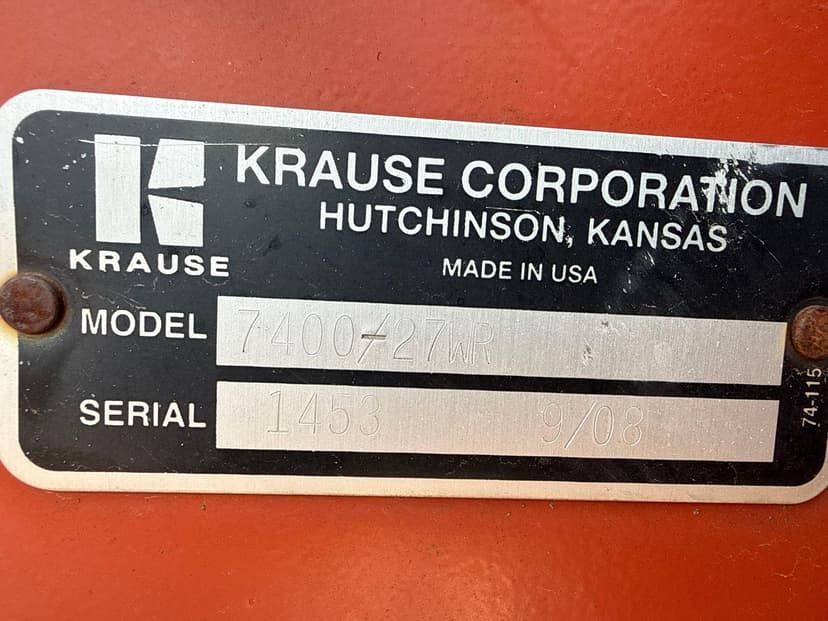 KRAUSE CORPORATION
HUTCHINSON, KANSAS
KRAUSE
MADE IN USA
MODEL 7400-27WR
SERIAL 1453 9/08
74-115